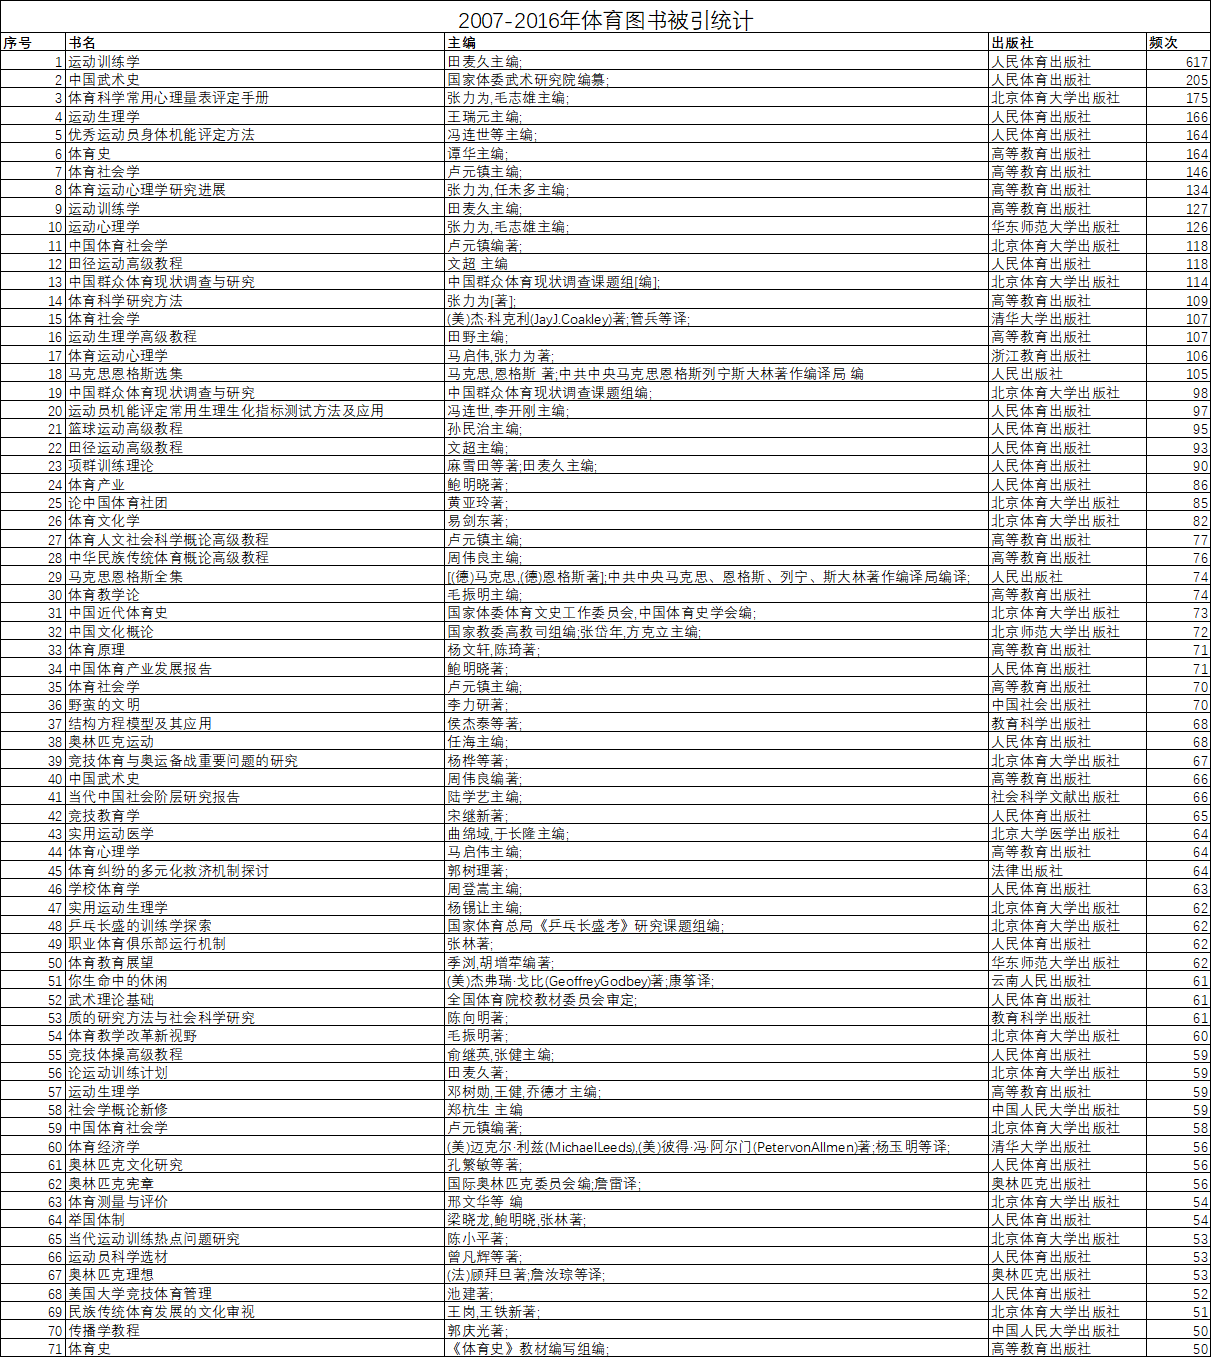 2007-2016年体育图书被引统计
序号 书名 主编 出版社 频次
1 运动训练学 田麦久主编; 人民体育出版社 617
2 中国武术史 国家体委武术研究院编纂; 人民体育出版社 205
3 体育科学常用心理量表评定手册 张力为,毛志雄主编; 北京体育大学出版社 175
4 运动生理学 王瑞元主编; 人民体育出版社 166
5 优秀运动员身体机能评定方法 冯连世等主编; 人民体育出版社 164
6 体育史 谭华主编; 高等教育出版社 164
7 体育社会学 卢元镇主编; 高等教育出版社 146
8 体育运动心理学研究进展 张力为,任未多主编; 高等教育出版社 134
9 运动训练学 田麦久主编; 高等教育出版社 127
10 运动心理学 张力为,毛志雄主编; 华东师范大学出版社 126
11 中国体育社会学 卢元镇编著; 北京体育大学出版社 118
12 田径运动高级教程 文超 主编 人民体育出版社 118
13 中国群众体育现状调查与研究 中国群众体育现状调查课题组[编]; 北京体育大学出版社 114
14 体育科学研究方法 张力为[著]; 高等教育出版社 109
15 体育社会学 (美)杰·科克利(JayJ.Coakley)著;管兵等译; 清华大学出版社 107
16 运动生理学高级教程 田野主编; 高等教育出版社 107
17 体育运动心理学 马启伟,张力为著; 浙江教育出版社 106
18 马克思恩格斯选集 马克思,恩格斯 著;中共中央马克思恩格斯列宁斯大林著作编译局 编 人民出版社 105
19 中国群众体育现状调查与研究 中国群众体育现状调查课题组编; 北京体育大学出版社 98
20 运动员机能评定常用生理生化指标测试方法及应用 冯连世,李开刚主编; 人民体育出版社 97
21 篮球运动高级教程 孙民治主编; 人民体育出版社 95
22 田径运动高级教程 文超主编; 人民体育出版社 93
23 项群训练理论 麻雪田等著;田麦久主编; 人民体育出版社 90
24 体育产业 鲍明晓著; 人民体育出版社 86
25 论中国体育社团 黄亚玲著; 北京体育大学出版社 85
26 体育文化学 易剑东著; 北京体育大学出版社 82
27 体育人文社会科学概论高级教程 卢元镇主编; 高等教育出版社 77
28 中华民族传统体育概论高级教程 周伟良主编; 高等教育出版社 76
29 马克思恩格斯全集 [(德)马克思,(德)恩格斯著];中共中央马克思、恩格斯、列宁、斯大林著作编译局编译; 人民出版社 74
30 体育教学论 毛振明主编; 高等教育出版社 74
31 中国近代体育史 国家体委体育文史工作委员会,中国体育史学会编; 北京体育大学出版社 73
32 中国文化概论 国家教委高教司组编;张岱年,方克立主编; 北京师范大学出版社 72
33 体育原理 杨文轩,陈琦著; 高等教育出版社 71
34 中国体育产业发展报告 鲍明晓著; 人民体育出版社 71
35 体育社会学 卢元镇主编; 高等教育出版社 70
36 野蛮的文明 李力研著; 中国社会出版社 70
37 结构方程模型及其应用 侯杰泰等著; 教育科学出版社 68
38 奥林匹克运动 任海主编; 人民体育出版社 68
39 竞技体育与奥运备战重要问题的研究 杨桦等著; 北京体育大学出版社 67
40 中国武术史 周伟良编著; 高等教育出版社 66
41 当代中国社会阶层研究报告 陆学艺主编; 社会科学文献出版社 66
42 竞技教育学 宋继新著; 人民体育出版社 65
43 实用运动医学 曲绵域,于长隆主编; 北京大学医学出版社 64
44 体育心理学 马启伟主编; 高等教育出版社 64
45 体育纠纷的多元化救济机制探讨 郭树理著; 法律出版社 64
46 学校体育学 周登嵩主编; 人民体育出版社 63
47 实用运动生理学 杨锡让主编; 北京体育大学出版社 62
48 乒乓长盛的训练学探索 国家体育总局《乒乓长盛考》研究课题组编; 北京体育大学出版社 62
49 职业体育俱乐部运行机制 张林著; 人民体育出版社 62
50 体育教育展望 季浏,胡增荦编著; 华东师范大学出版社 62
51 你生命中的休闲 (美)杰弗瑞·戈比(GeoffreyGodbey)著;康筝译; 云南人民出版社 61
52 武术理论基础 全国体育院校教材委员会审定; 人民体育出版社 61
53 质的研究方法与社会科学研究 陈向明著; 教育科学出版社 61
54 体育教学改革新视野 毛振明著; 北京体育大学出版社 60
55 竞技体操高级教程 俞继英,张健主编; 人民体育出版社 59
56 论运动训练计划 田麦久著; 北京体育大学出版社 59
57 运动生理学 邓树勋,王健,乔德才主编; 高等教育出版社 59
58 社会学概论新修 郑杭生 主编 中国人民大学出版社 59
59 中国体育社会学 卢元镇编著; 北京体育大学出版社 58
60 体育经济学 (美)迈克尔·利兹(MichaelLeeds),(美)彼得·冯·阿尔门(PetervonAllmen)著;杨玉明等译; 清华大学出版社 56
61 奥林匹克文化研究 孔繁敏等著; 人民体育出版社 56
62 奥林匹克宪章 国际奥林匹克委员会编;詹雷译; 奥林匹克出版社 56
63 体育测量与评价 邢文华等 编 北京体育大学出版社 54
64 举国体制 梁晓龙,鲍明晓,张林著; 人民体育出版社 54
65 当代运动训练热点问题研究 陈小平著; 北京体育大学出版社 53
66 运动员科学选材 曾凡辉等著; 人民体育出版社 53
67 奥林匹克理想 (法)顾拜旦著;詹汝琮等译; 奥林匹克出版社 53
68 美国大学竞技体育管理 池建著; 人民体育出版社 52
69 民族传统体育发展的文化审视 王岗,王铁新著; 北京体育大学出版社 51
70 传播学教程 郭庆光著; 中国人民大学出版社 50
71 体育史 《体育史》教材编写组编; 高等教育出版社 50